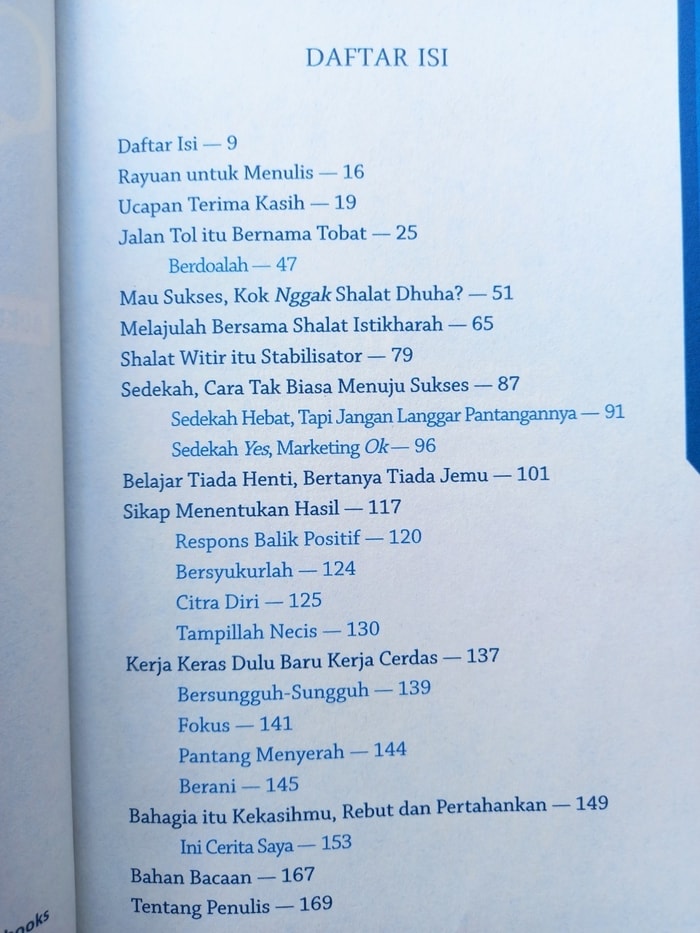 DAFTAR ISI
Daftar Isi — 9
Rayuan untuk Menulis — 16
Ucapan Terima Kasih — 19
Jalan Tol itu Bernama Tobat — 25
Berdoalah — 47
Mau Sukses, Kok Nggak Shalat Dhuha? — 51
Melajulah Bersama Shalat Istikharah — 65
Shalat Witir itu Stabilisator — 79
Sedekah, Cara Tak Biasa Menuju Sukses — 87
Sedekah Hebat, Tapi Jangan Langgar Pantangannya — 91
Sedekah Yes, Marketing Ok— 96
Belajar Tiada Henti, Bertanya Tiada Jemu — 101
Sikap Menentukan Hasil — 117
Respons Balik Positif — 120
Bersyukurlah — 124
Citra Diri — 125
Tampillah Necis — 130
Kerja Keras Dulu Baru Kerja Cerdas — 137
Bersungguh-Sungguh — 139
Fokus — 141
Pantang Menyerah — 144
Berani — 145
Bahagia itu Kekasihmu, Rebut dan Pertahankan — 149
Ini Cerita Saya — 153
Bahan Bacaan — 167
Tentang Penulis — 169